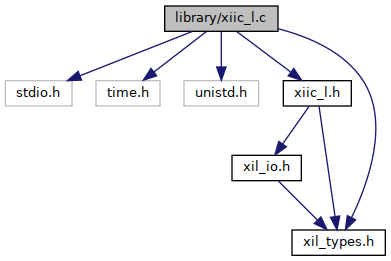 library/xiic_l.c
stdio.h
time.h
unistd.h
xiic_l.h
xil_io.h
xil_types.h